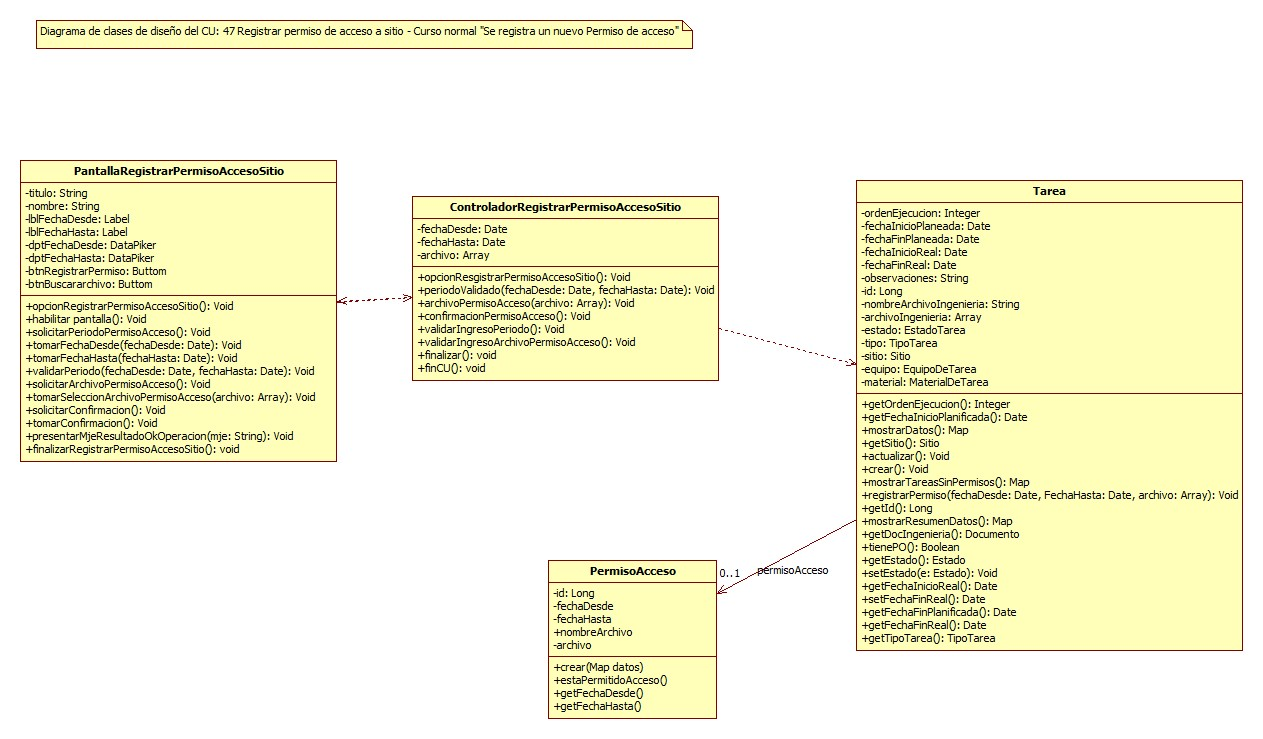 Diagrama de clases de diseño del CU: 47 Registrar permiso de acceso a sitio - Curso normal "Se registra un nuevo Permiso de acceso"
PantallaRegistrarPermisoAccesoSitio
-titulo: String
-nombre: String
-lblFechaDesde: Label
-lblFechaHasta: Label
-dptFechaDesde: DataPiker
-dptFechaHasta: DataPiker
-btnRegistrarPermiso: Buttom
-btnBuscararchivo: Buttom
+opcionRegistrarPermisoAccesoSitio(): Void
+habilitar pantalla(): Void
+solicitarPeriodoPermisoAcceso(): Void
+tomarFechaDesde(fechaDesde: Date): Void
+tomarFechaHasta(fechaHasta: Date): Void
+validarPeriodo(fechaDesde: Date, fechaHasta: Date): Void
+solicitarArchivoPermisoAcceso(): Void
+tomarSeleccionArchivoPermisoAcceso(archivo: Array): Void
+solicitarConfirmacion(): Void
+tomarConfirmacion(): Void
+presentarMjeResultadoOkOperacion(mje: String): Void
+finalizarRegistrarPermisoAccesoSitio(): void
ControladorRegistrarPermisoAccesoSitio
-fechaDesde: Date
-fechaHasta: Date
-archivo: Array
+opcionResgistrarPermisoAccesoSitio(): Void
+periodoValidado(fechaDesde: Date, fechaHasta: Date): Void
+archivoPermisoAcceso(archivo: Array): Void
+confirmacionPermisoAcceso(): Void
+validarIngresoPeriodo(): Void
+validarIngresoArchivoPermisoAcceso(): Void
+finalizar(): void
+finCU(): void
Tarea
-ordenEjecucion: Integer
-fechaInicioPlaneada: Date
-fechaFinPlaneada: Date
-fechaInicioReal: Date
-fechaFinReal: Date
-observaciones: String
-id: Long
-nombreArchivoIngenieria: String
-archivoIngenieria: Array
-estado: EstadoTarea
-tipo: TipoTarea
-sitio: Sitio
-equipo: EquipoDeTarea
-material: MaterialDeTarea
+getOrdenEjecucion(): Integer
+getFechaInicioPlanificada(): Date
+mostrarDatos(): Map
+getSitio(): Sitio
+actualizar(): Void
+crear(): Void
+mostrarTareasSinPermisos(): Map
+registrarPermiso(fechaDesde: Date, FechaHasta: Date, archivo: Array): Void
+getId(): Long
+mostrarResumenDatos(): Map
+getDocIngenieria(): Documento
+tienePO(): Boolean
+getEstado(): Estado
+setEstado(e: Estado): Void
+getFechaInicioReal(): Date
+setFechaFinReal(): Date
+getFechaFinPlanificada(): Date
+getFechaFinReal(): Date
+getTipoTarea(): TipoTarea
0..1
permisoAcceso
PermisoAcceso
-id: Long
-fechaDesde
-fechaHasta
+nombreArchivo
-archivo
+crear(Map datos)
+estaPermitidoAcceso()
+getFechaDesde()
+getFechaHasta()